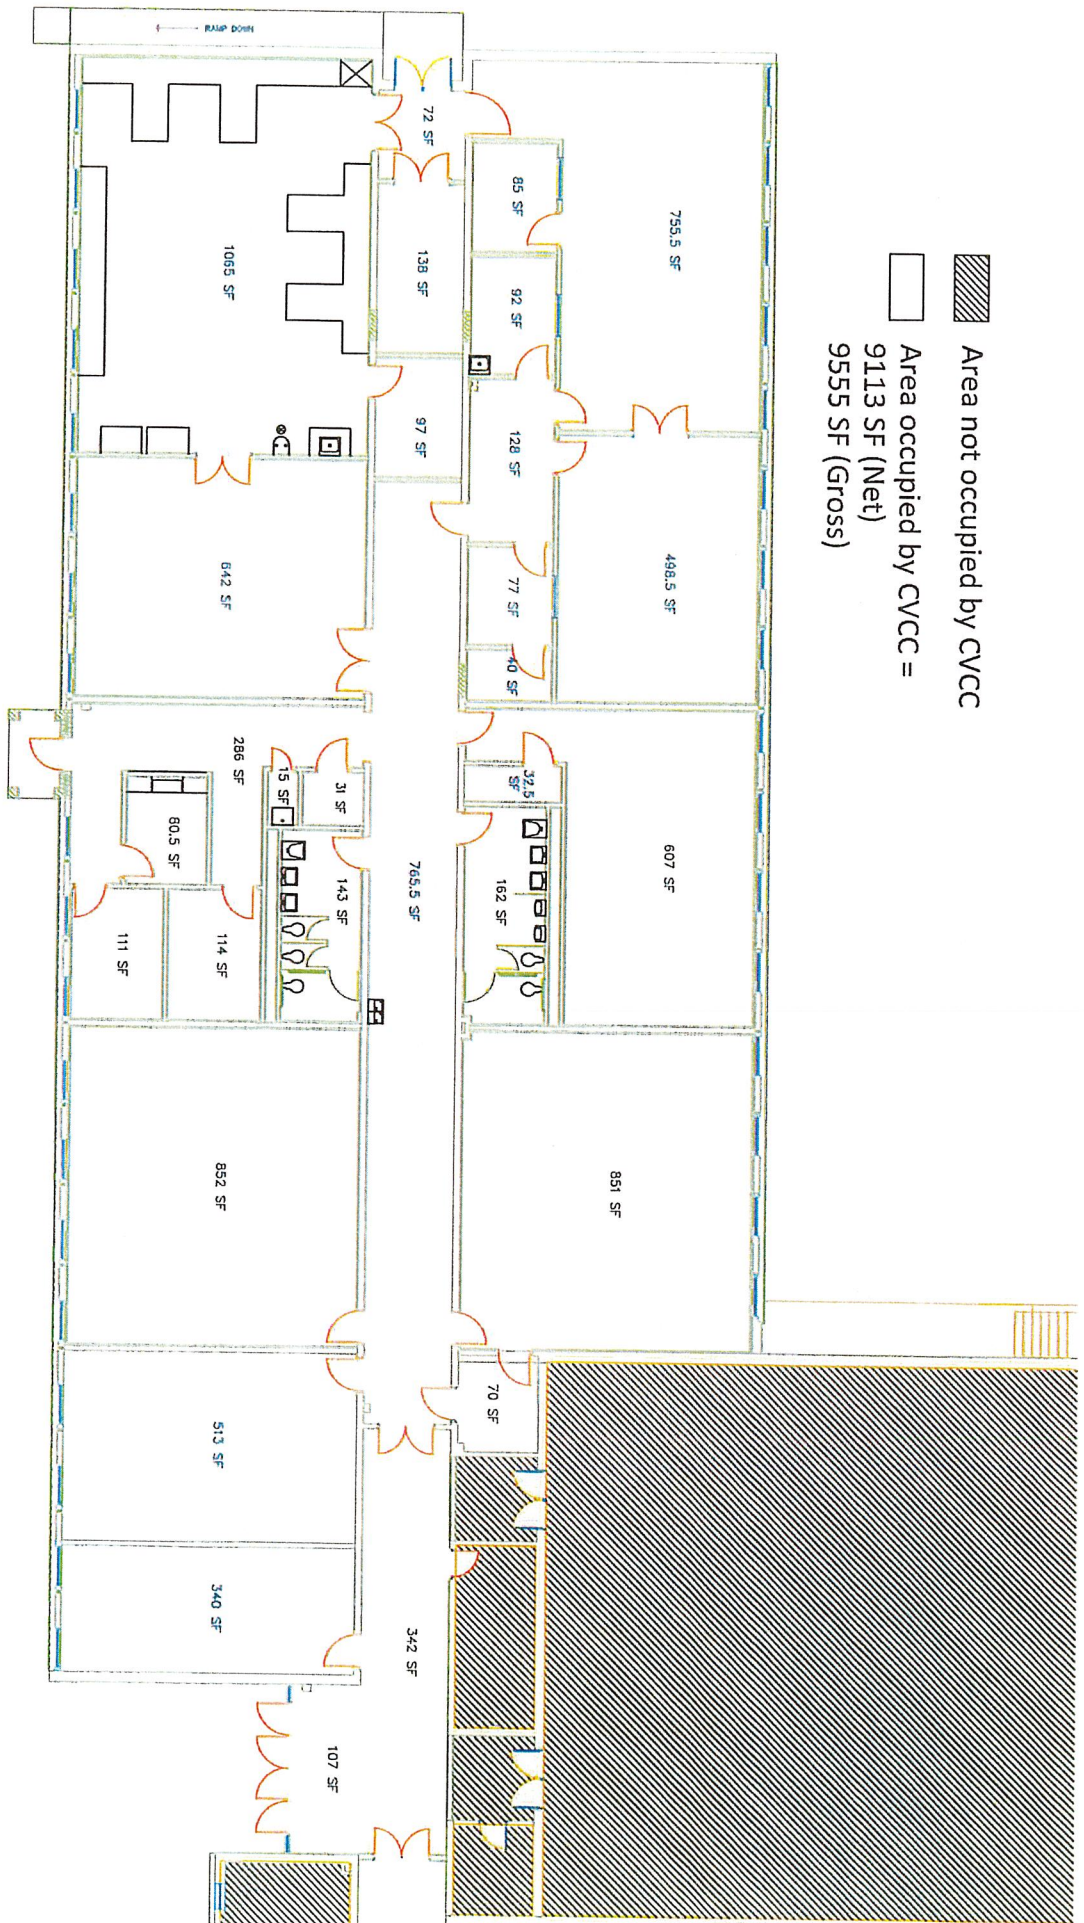 Area not occupied by CVCC
Area occupied by CVCC =
9113 SF (Net)
9555 SF (Gross)
755.5 SF
498.5 SF
607 SF
851 SF
85 SF
92 SF
128 SF
77 SF
40 SF
32.5
SF
162 SF
70 SF
72 SF
138 SF
97 SF
765.5 SF
342 SF
RAMP DOWN
1065 SF
642 SF
286 SF
15 SF
31 SF
143 SF
80.5 SF
114 SF
111 SF
852 SF
513 SF
340 SF
107 SF